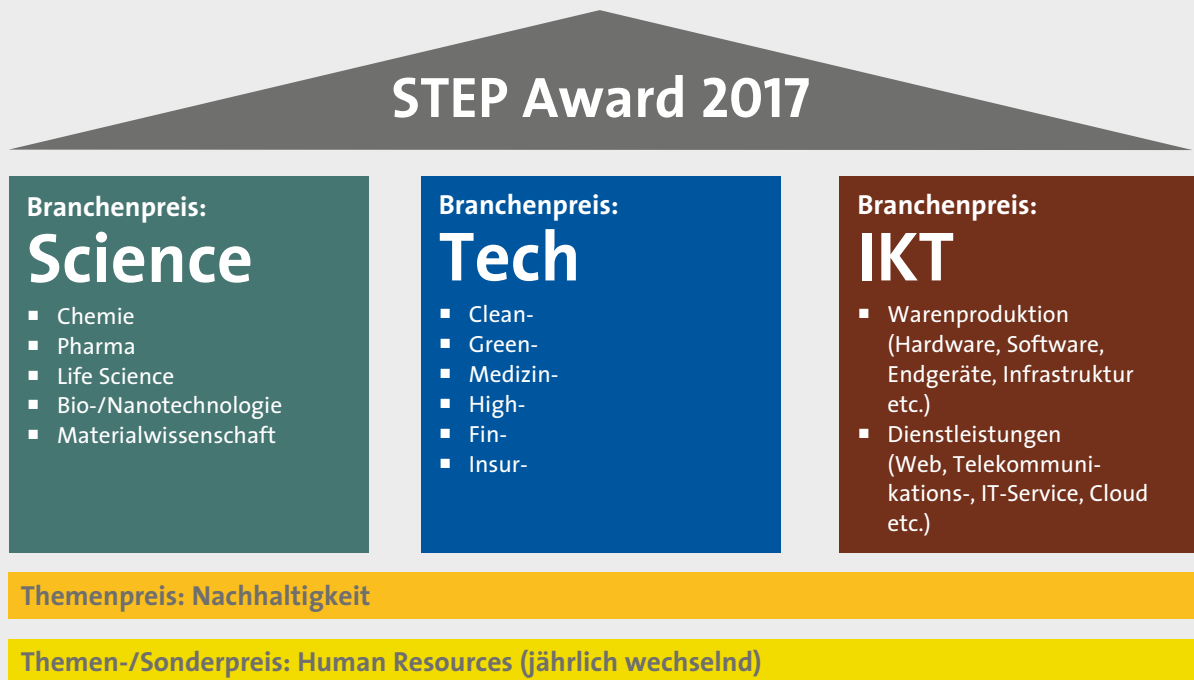 STEP Award 2017
Branchenpreis:
Science
▪ Chemie
▪ Pharma
▪ Life Science
▪ Bio-/Nanotechnologie
▪ Materialwissenschaft
Branchenpreis:
Tech
▪ Clean-
▪ Green-
▪ Medizin-
▪ High-
▪ Fin-
▪ Insur-
Branchenpreis:
IKT
▪ Warenproduktion
(Hardware, Software,
Endgeräte, Infrastruktur
etc.)
▪ Dienstleistungen
(Web, Telekommuni-
kations-, IT-Service, Cloud
etc.)
Themenpreis: Nachhaltigkeit
Themen-/Sonderpreis: Human Resources (jährlich wechselnd)